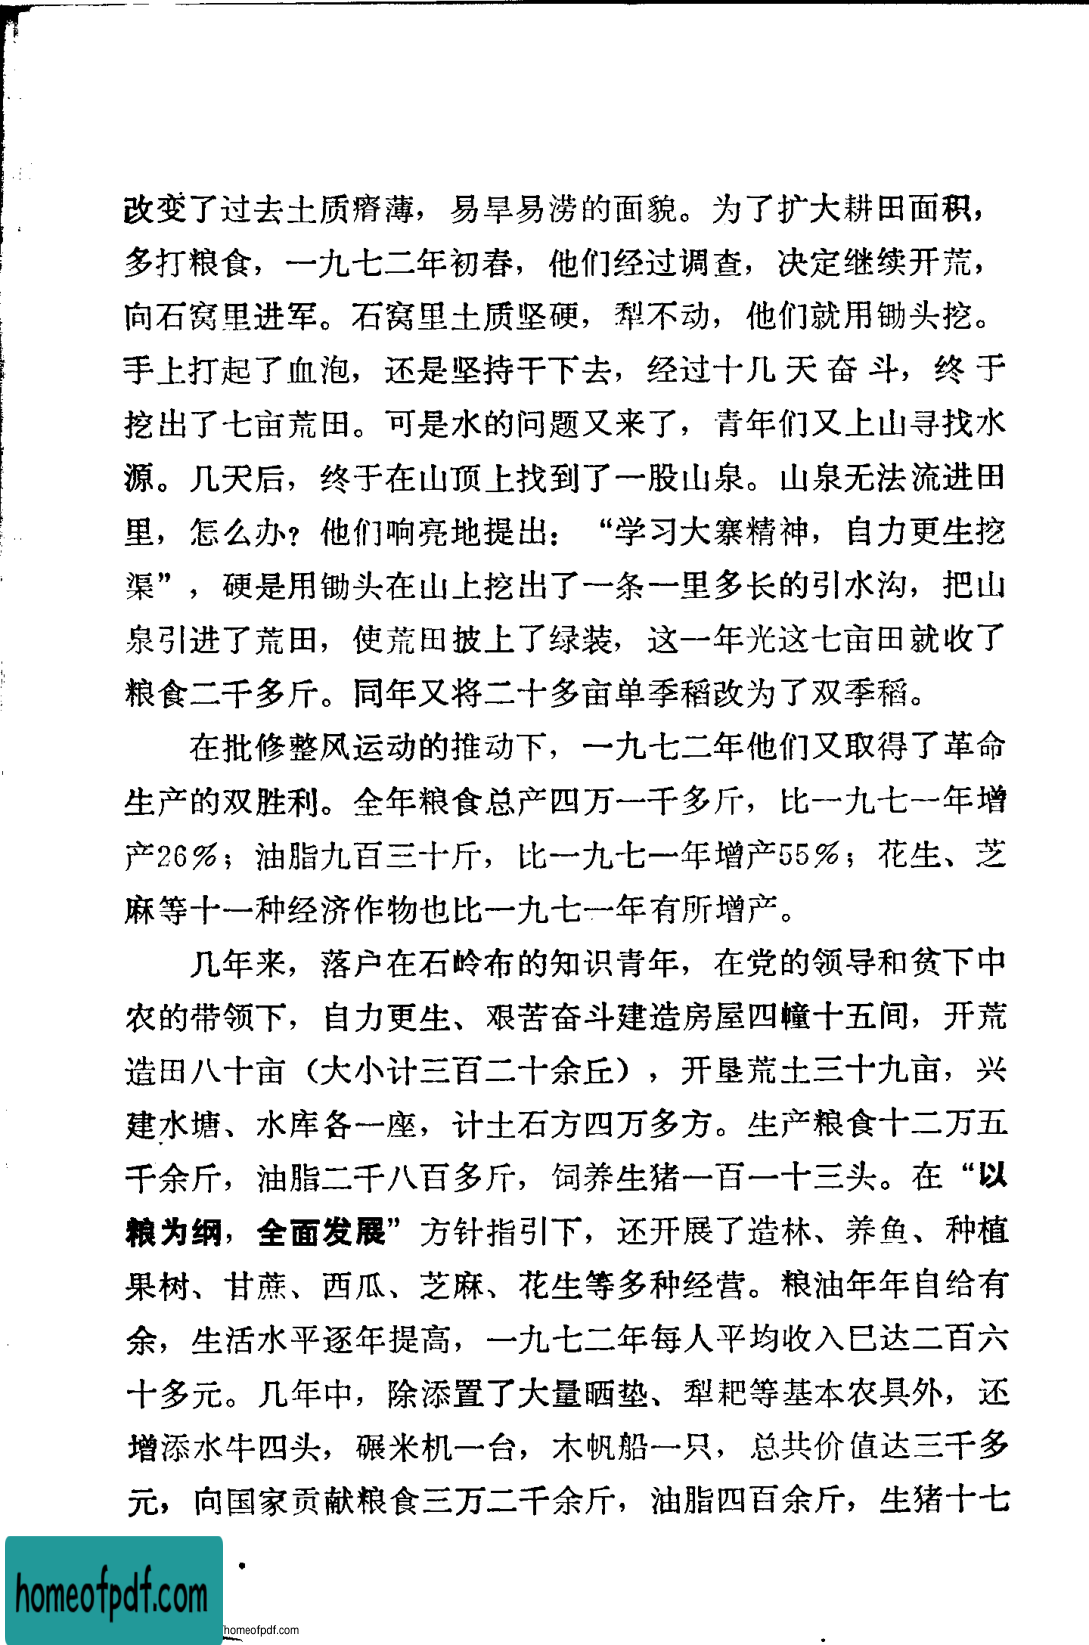 改变了过去土质瘠薄，易旱易涝的面貌。为了扩大耕田面积，
多打粮食，一九七二年初春，他们经过调查，决定继续开荒，
向石窝里进军。石窝里土质坚硬，犁不动，他们就用锄头挖。
手上打起了血泡，还是坚持干下去，经过十几天奋斗，终于
挖出了七亩荒田。可是水的问题又来了，青年们又上山寻找水
源。几天后，终于在山顶上找到了一股山泉。山泉无法流进田
里，怎么办？他们响亮地提出：“学习大寨精神，自力更生挖
渠”，硬是用锄头在山上挖出了一条一里多长的引水沟，把山
泉引进了荒田，使荒田披上了绿装，这一年光这七亩田就收了
粮食二千多斤。同年又将二十多亩单季稻改为了双季稻。
在批修整风运动的推动下，一九七二年他们又取得了革命
生产的双胜利。全年粮食总产四万一千多斤，比一九七一年增
产26％；油脂九百三十斤，比一九七一年增产55％；花生、芝
麻等十一种经济作物也比一九七一年有所增产。
几年来，落户在石岭布的知识青年，在党的领导和贫下中
农的带领下，自力更生、艰苦奋斗建造房屋四幢十五间，开荒
造田八十亩（大小计三百二十余丘），开垦荒土三十九亩，兴
建水塘、水库各一座，计土石方四万多方。生产粮食十二万五
千余斤，油脂二千八百多斤，饲养生猪一百一十三头。在“以
粮为纲，全面发展”方针指引下，还开展了造林、养鱼、种植
果树、甘蔗、西瓜、芝麻、花生等多种经营。粮油年年自给有
余，生活水平逐年提高，一九七二年每人平均收入已达二百六
十多元。几年中，除添置了大量晒垫、犁耙等基本农具外，还
增添水牛四头，碾米机一台，木帆船一只，总共价值达三千多
元，向国家贡献粮食三万二千余斤，油脂四百余斤，生猪十七
homeofpdf.com
homeofpdf.com